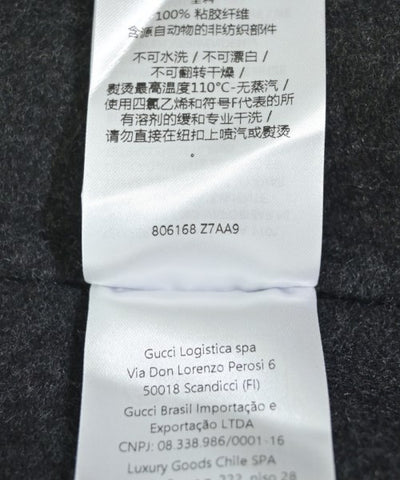 100% 粘胶纤维
含源自动物的非纺织部件
不可水洗 / 不可漂白 /
不可翻转干燥 /
熨烫最高温度110°C-无蒸汽 /
使用四氯乙烯和符号F代表的所
有溶剂的缓和专业干洗 /
请勿直接在纽扣上喷汽或熨烫
。
806168 Z7AA9
Gucci Logistica spa
Via Don Lorenzo Perosi 6
50018 Scandicci (FI)
Gucci Brasil Importação e
Exportação LTDA
CNPJ: 08.338.986/0001-16
Luxury Goods Chile SPA
222, piso 28